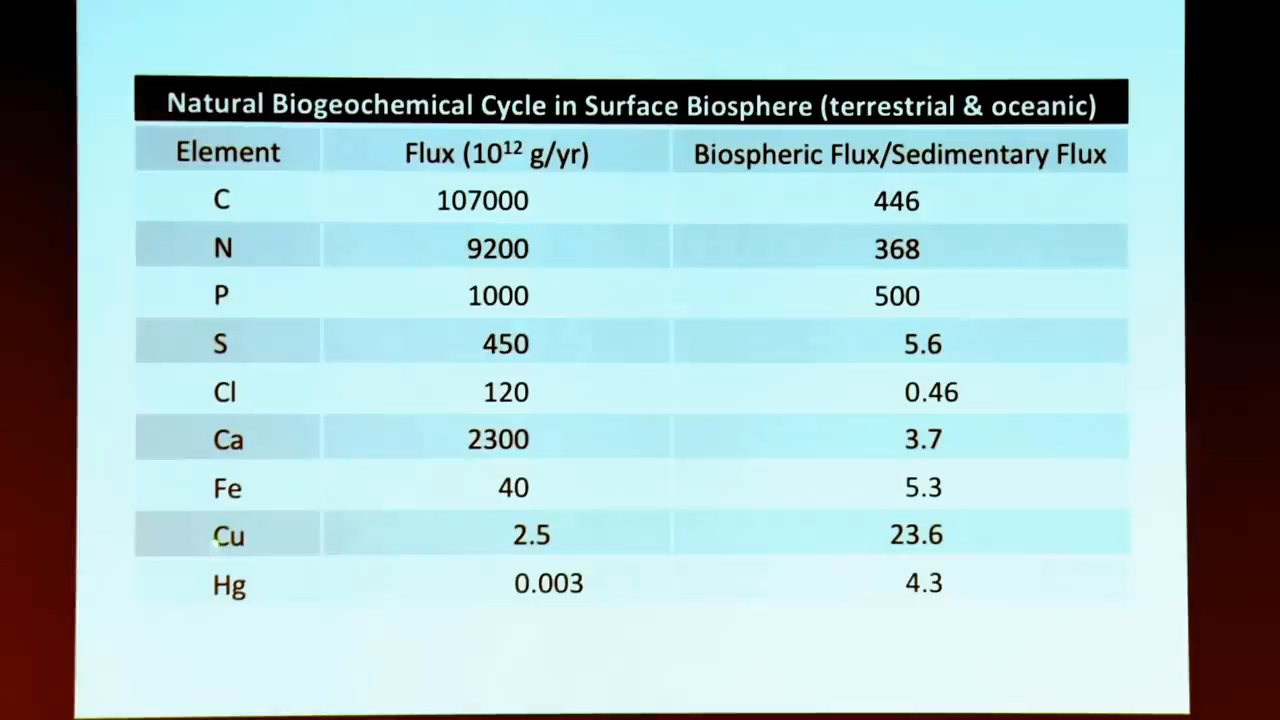 Natural Biogeochemical Cycle in Surface Biosphere (terrestrial & oceanic)
Element Flux (10¹² g/yr) Biospheric Flux/Sedimentary Flux
C 107000 446
N 9200 368
P 1000 500
S 450 5.6
Cl 120 0.46
Ca 2300 3.7
Fe 40 5.3
Cu 2.5 23.6
Hg 0.003 4.3